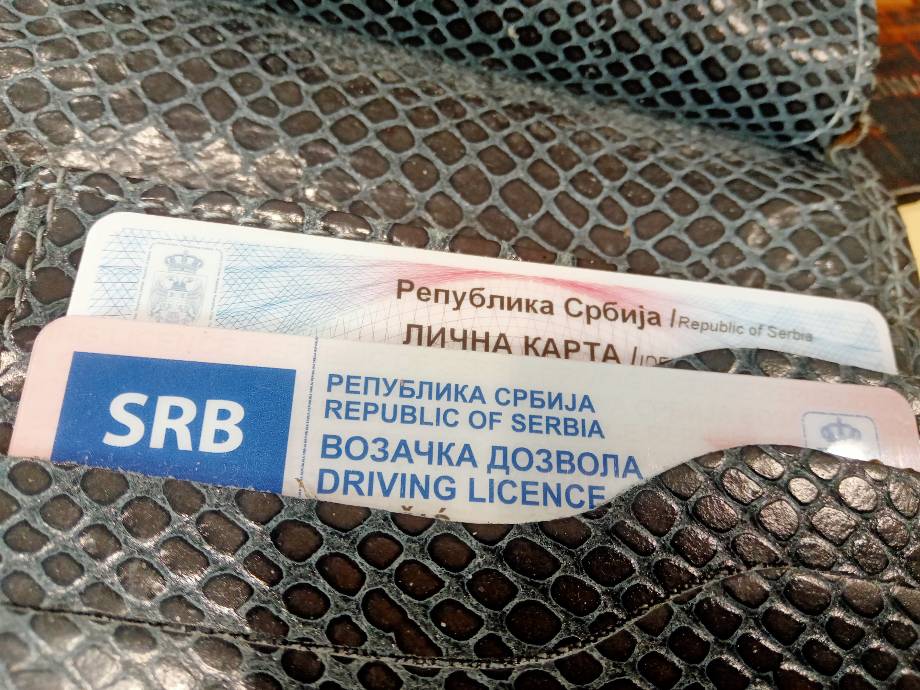 Република Србија / Republic of Serbia
ЛИЧНА КАРТА /
SRB
РЕПУБЛИКА СРБИЈА
REPUBLIC OF SERBIA
ВОЗАЧКА ДОЗВОЛА
DRIVING LICENCE